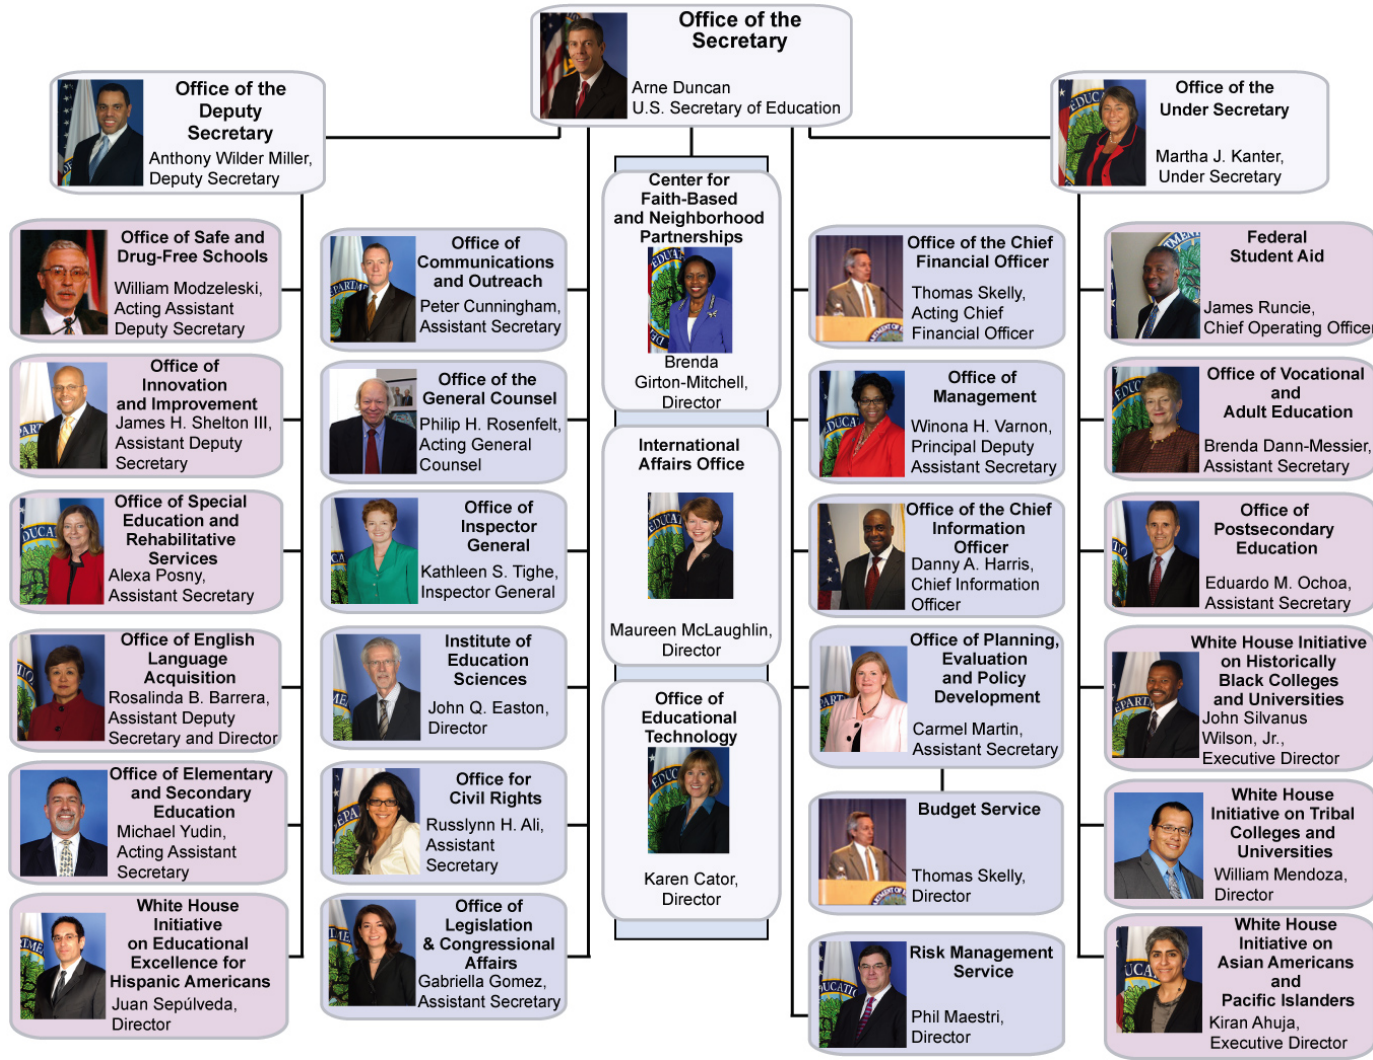 Office of the
Secretary
Arne Duncan
U.S. Secretary of Education
Office of the
Deputy
Secretary
Anthony Wilder Miller,
Deputy Secretary
Office of the
Under Secretary
Martha J. Kanter,
Under Secretary
Office of Safe and
Drug-Free Schools
William Modzeleski,
Acting Assistant
Deputy Secretary
Office of
Innovation
and Improvement
James H. Shelton III,
Assistant Deputy
Secretary
Office of Special
Education and
Rehabilitative
Services
Alexa Posny,
Assistant Secretary
Office of English
Language
Acquisition
Rosalinda B. Barrera,
Assistant Deputy
Secretary and Director
Office of Elementary
and Secondary
Education
Michael Yudin,
Acting Assistant
Secretary
White House
Initiative
on Educational
Excellence for
Hispanic Americans
Juan Sepúlveda,
Director
Office of
Communications
and Outreach
Peter Cunningham,
Assistant Secretary
Office of the
General Counsel
Philip H. Rosenfelt,
Acting General
Counsel
Office of
Inspector
General
Kathleen S. Tighe,
Inspector General
Institute of
Education
Sciences
John Q. Easton,
Director
Office for
Civil Rights
Russlynn H. Ali,
Assistant
Secretary
Office of
Legislation
& Congressional
Affairs
Gabriella Gomez,
Assistant Secretary
Center for
Faith-Based
and Neighborhood
Partnerships
Brenda
Girton-Mitchell,
Director
International
Affairs Office
Maureen McLaughlin,
Director
Office of
Educational
Technology
Karen Cator,
Director
Office of the Chief
Financial Officer
Thomas Skelly,
Acting Chief
Financial Officer
Office of
Management
Winona H. Varnon,
Principal Deputy
Assistant Secretary
Office of the Chief
Information
Officer
Danny A. Harris,
Chief Information
Officer
Office of Planning,
Evaluation
and Policy
Development
Carmel Martin,
Assistant Secretary
Budget Service
Thomas Skelly,
Director
Risk Management
Service
Phil Maestri,
Director
Federal
Student Aid
James Runcie,
Chief Operating Officer
Office of Vocational
and
Adult Education
Brenda Dann-Messier,
Assistant Secretary
Office of
Postsecondary
Education
Eduardo M. Ochoa,
Assistant Secretary
White House Initiative
on Historically
Black Colleges
and Universities
John Silvanus
Wilson, Jr.,
Executive Director
White House
Initiative on Tribal
Colleges and
Universities
William Mendoza,
Director
White House
Initiative on
Asian Americans
and
Pacific Islanders
Kiran Ahuja,
Executive Director